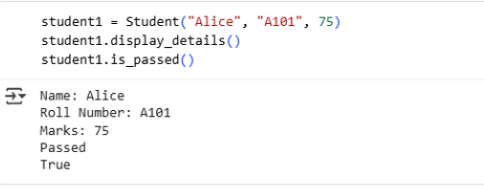 student1 = Student("Alice", "A101", 75)
student1.display_details()
student1.is_passed()
Name: Alice
Roll Number: A101
Marks: 75
Passed
True